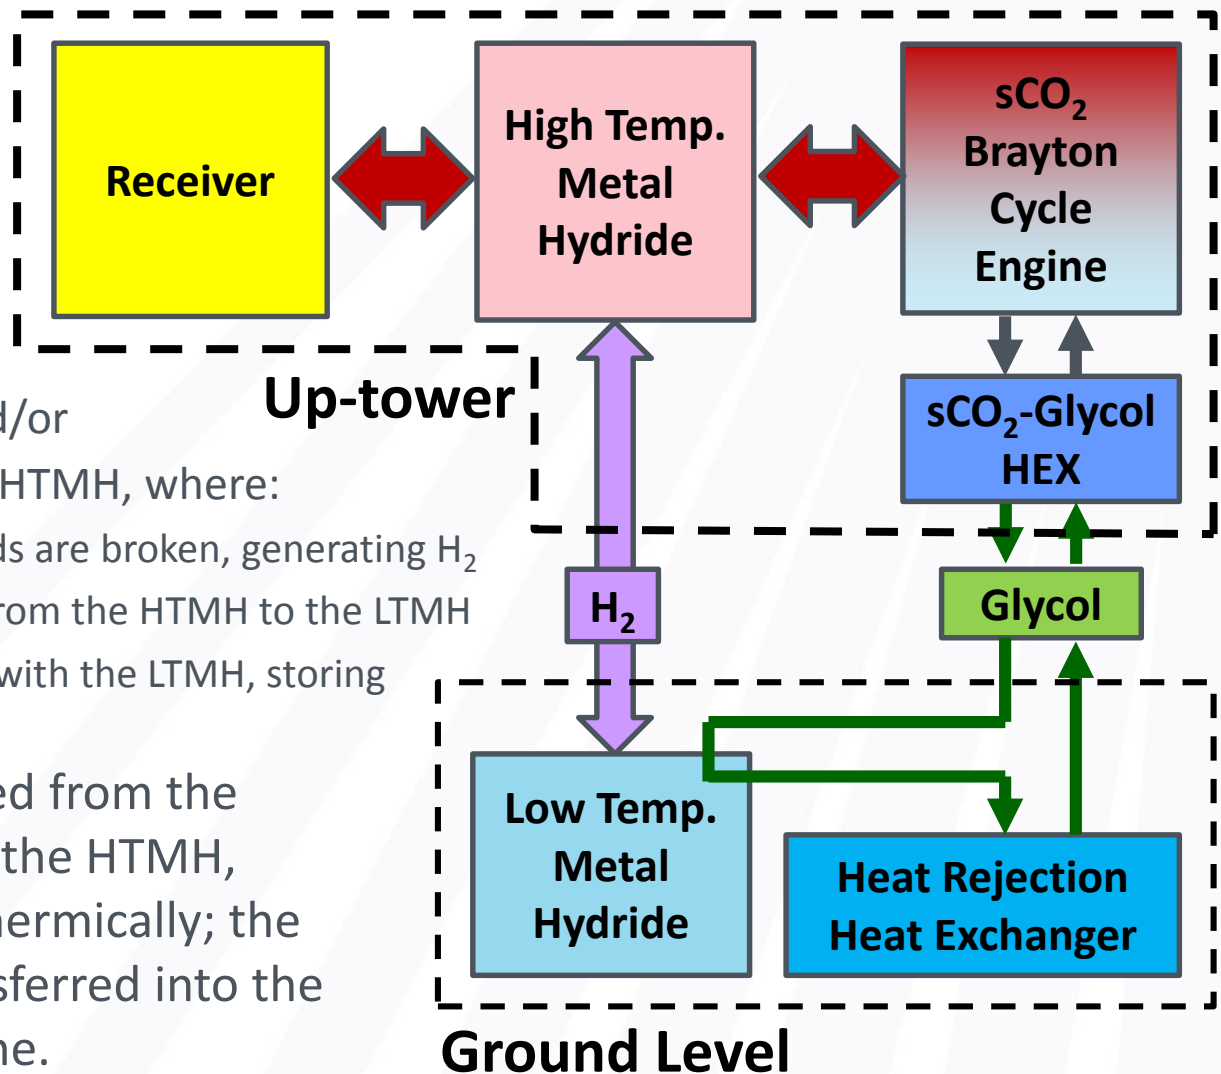 Receiver
High Temp.
Metal
Hydride
sCO₂
Brayton
Cycle
Engine
Up-tower
sCO₂-Glycol
HEX
d/or
HTMH, where:
ds are broken, generating H₂
from the HTMH to the LTMH
with the LTMH, storing
H₂
Glycol
ed from the
the HTMH,
hermically; the
sferred into the
ne.
Low Temp.
Metal
Hydride
Heat Rejection
Heat Exchanger
Ground Level